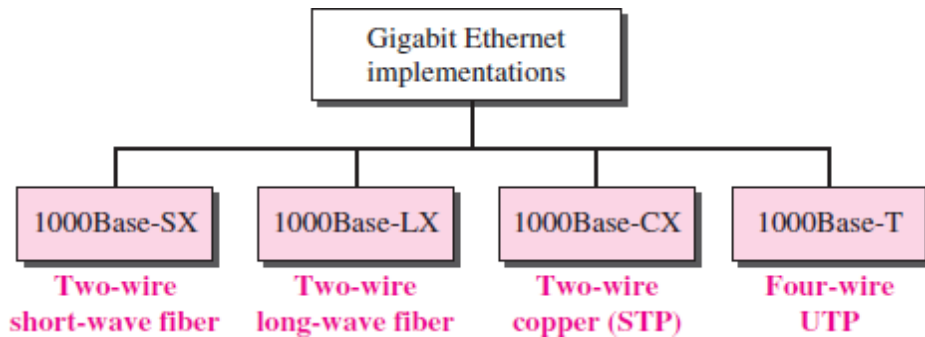 Gigabit Ethernet
implementations
1000Base-SX
1000Base-LX
1000Base-CX
1000Base-T
Two-wire
short-wave fiber
Two-wire
long-wave fiber
Two-wire
copper (STP)
Four-wire
UTP